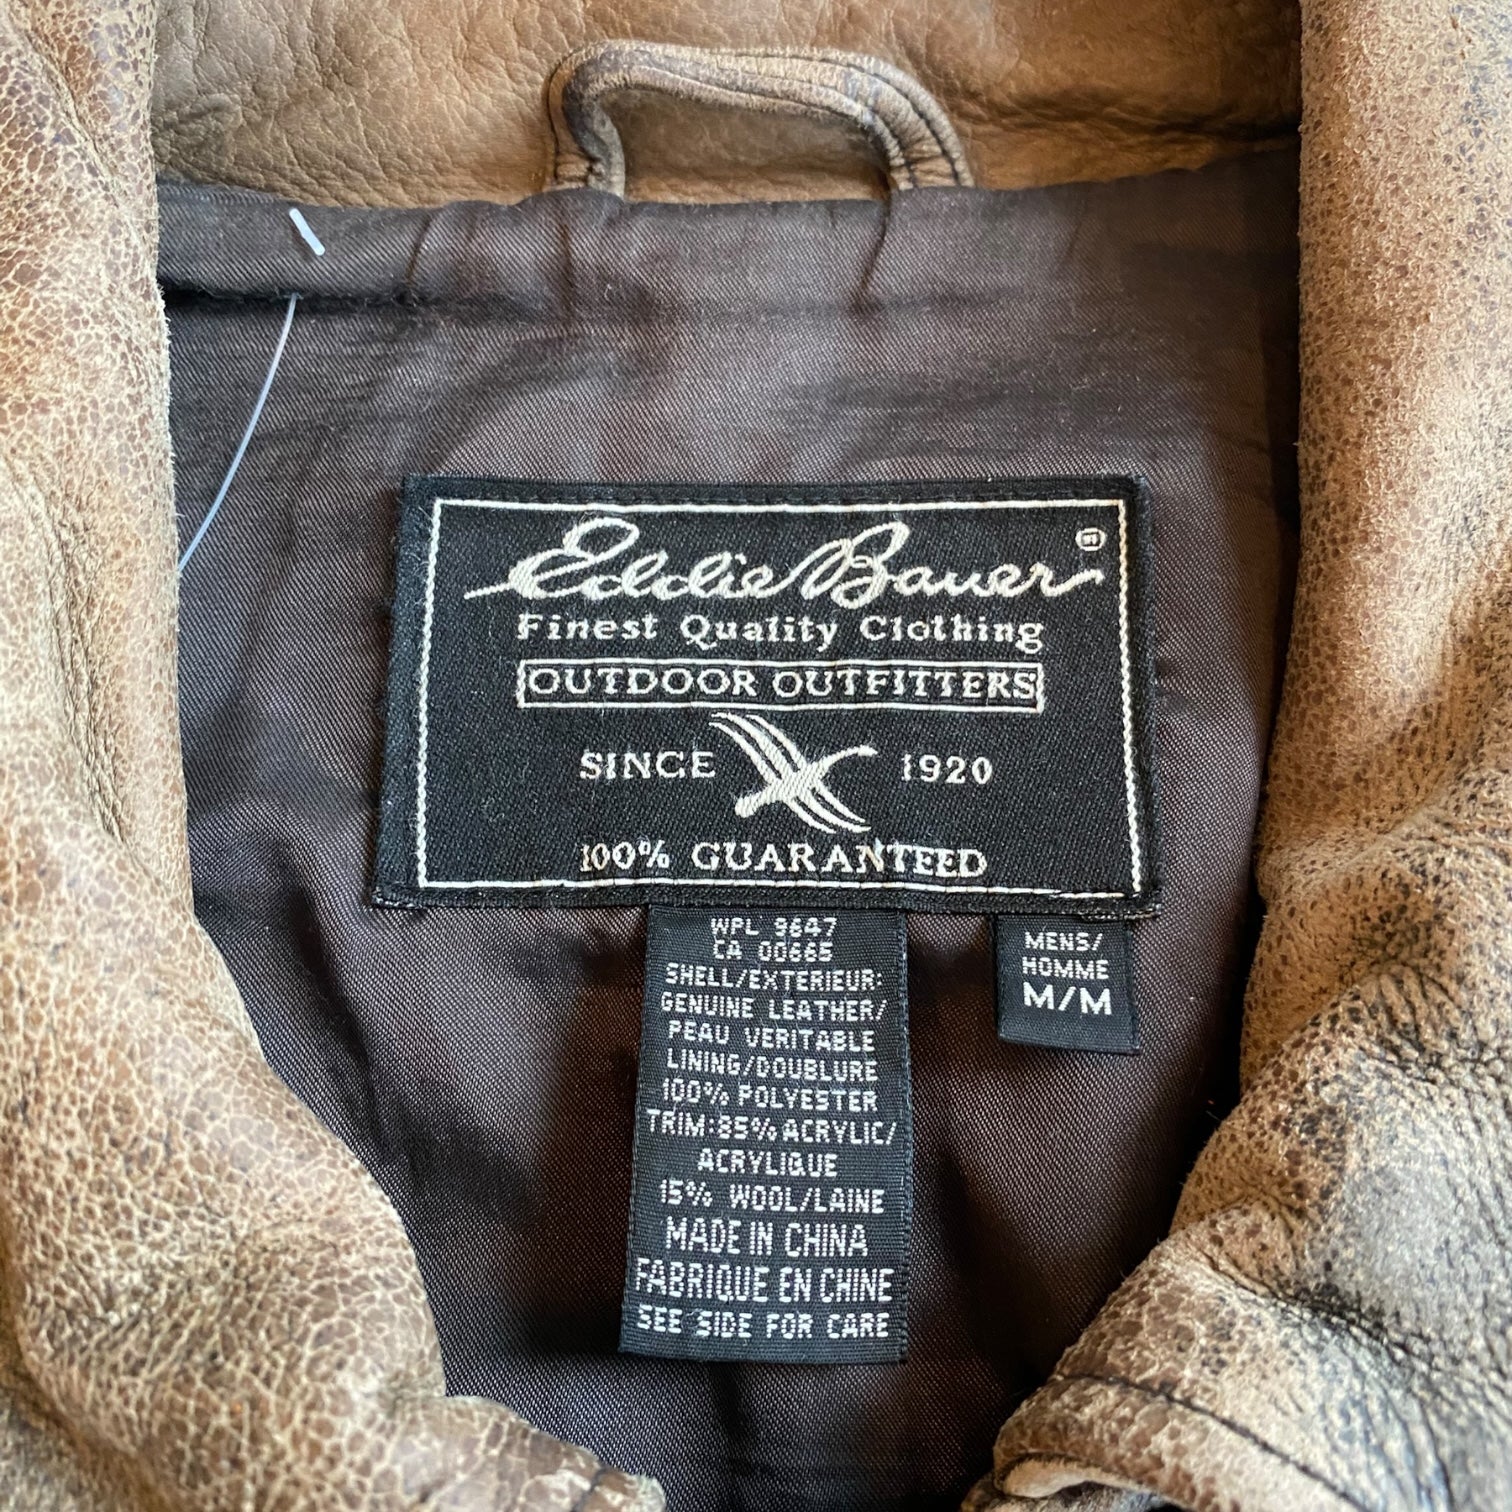 Eddie Bauer
Finest Quality Clothing
OUTDOOR OUTFITTERS
SINCE 1920
100% GUARANTEED
WPL 9647
CA 00665
SHELL/EXTERIEUR:
GENUINE LEATHER/
PEAU VERITABLE
LINING/DOUBLURE
100% POLYESTER
TRIM:85% ACRYLIC/
ACRYLIQUE
15% WOOL/LAINE
MADE IN CHINA
FABRIQUE EN CHINE
SEE SIDE FOR CARE
MENS/
HOMME
M/M